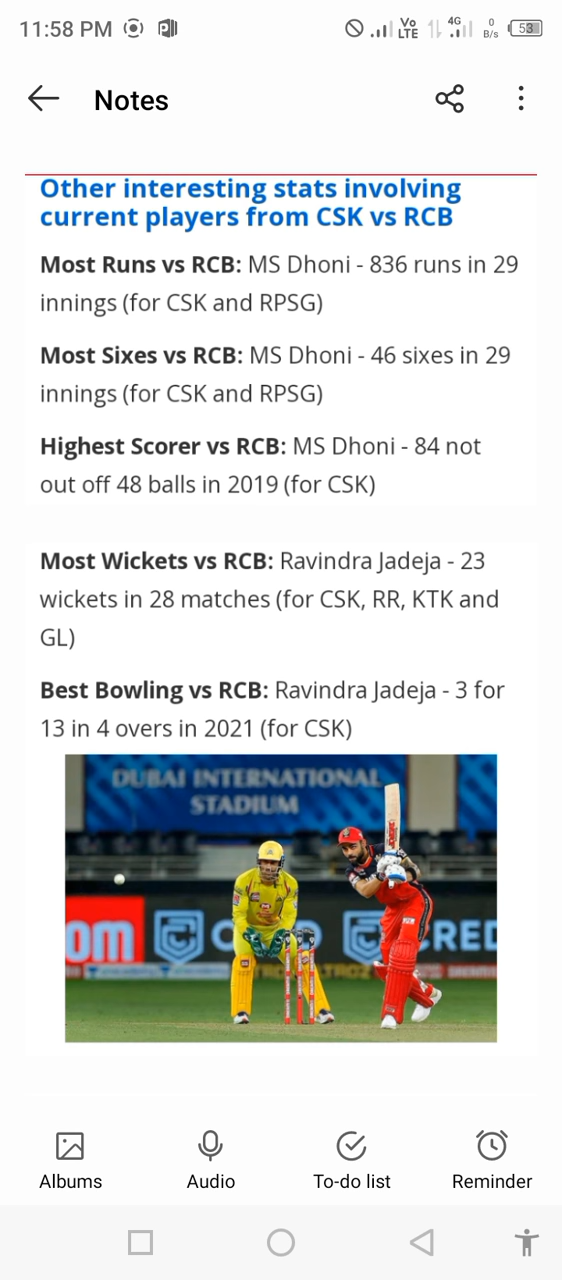 11:58 PM
Vo
LTE
4G
0
B/s
53
Notes
Other interesting stats involving
current players from CSK vs RCB
Most Runs vs RCB: MS Dhoni - 836 runs in 29
innings (for CSK and RPSG)
Most Sixes vs RCB: MS Dhoni - 46 sixes in 29
innings (for CSK and RPSG)
Highest Scorer vs RCB: MS Dhoni - 84 not
out off 48 balls in 2019 (for CSK)
Most Wickets vs RCB: Ravindra Jadeja - 23
wickets in 28 matches (for CSK, RR, KTK and
GL)
Best Bowling vs RCB: Ravindra Jadeja - 3 for
13 in 4 overs in 2021 (for CSK)
DUBAI INTERNATIONAL
STADIUM
om
CRED
Albums
Audio
To-do list
Reminder